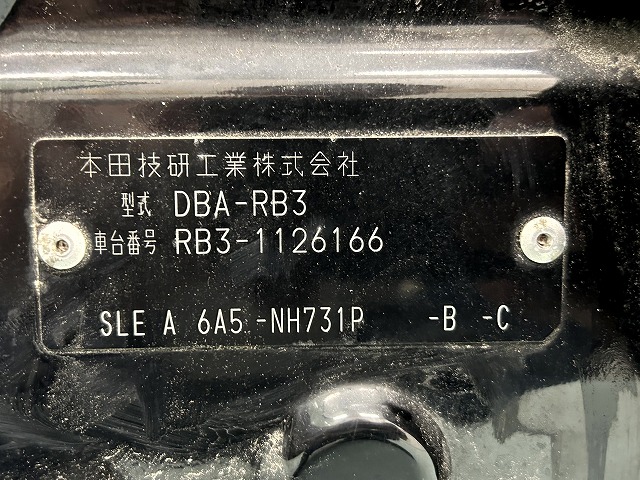 本田技研工業株式会社
型式 DBA-RB3
車台番号 RB3-1126166
SLE A 6A5 -NH731P -B -C